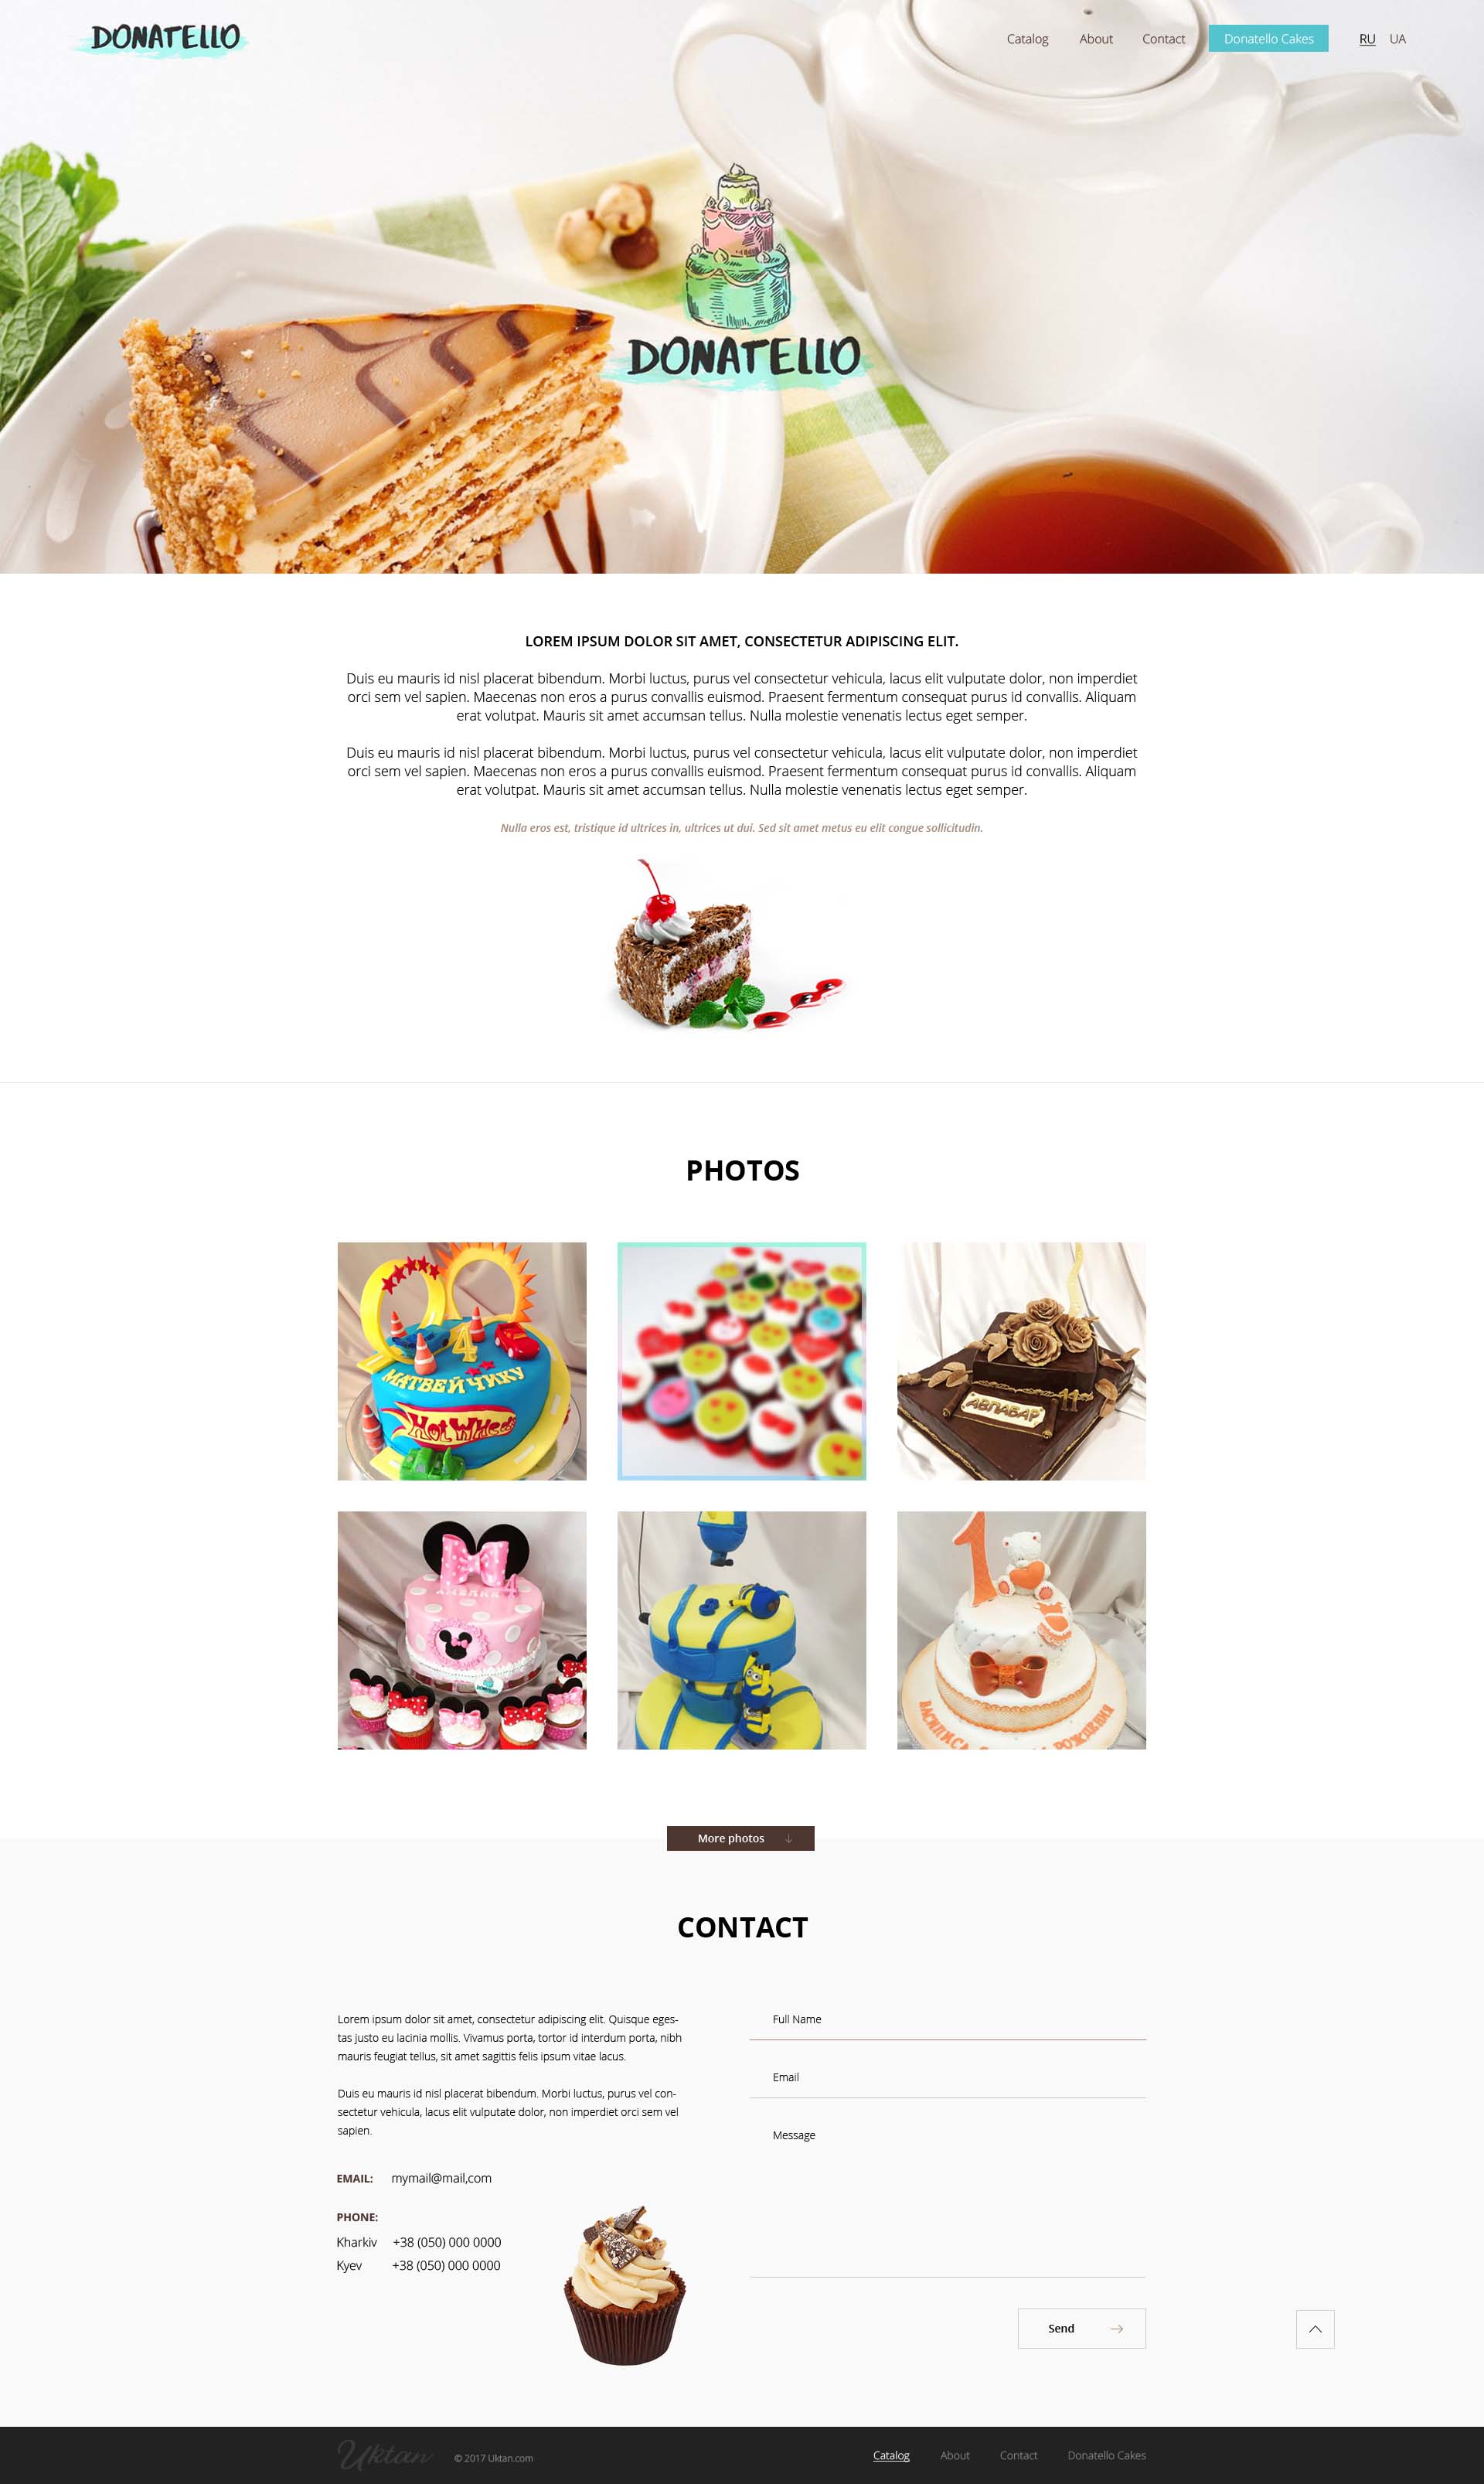 DONATELLO
Catalog About Contact Donatello Cakes RU UA
DONATELLO
LOREM IPSUM DOLOR SIT AMET, CONSECTETUR ADIPISCING ELIT.
Duis eu mauris id nisl placerat bibendum. Morbi luctus, purus vel consectetur vehicula, lacus elit vulputate dolor, non imperdiet
orci sem vel sapien. Maecenas non eros a purus convallis euismod. Praesent fermentum consequat purus id convallis. Aliquam
erat volutpat. Mauris sit amet accumsan tellus. Nulla molestie venenatis lectus eget semper.
Duis eu mauris id nisl placerat bibendum. Morbi luctus, purus vel consectetur vehicula, lacus elit vulputate dolor, non imperdiet
orci sem vel sapien. Maecenas non eros a purus convallis euismod. Praesent fermentum consequat purus id convallis. Aliquam
erat volutpat. Mauris sit amet accumsan tellus. Nulla molestie venenatis lectus eget semper.
Nulla eros est, tristique id ultrices in, ultrices ut dui. Sed sit amet metus eu elit congue sollicitudin.
PHOTOS
4
МАТВЕЙЧИКУ
Hot Wheels
11
АВЛАБАР
4
1
More photos
CONTACT
Lorem ipsum dolor sit amet, consectetur adipiscing elit. Quisque eges-
tas justo eu lacinia mollis. Vivamus porta, tortor id interdum porta, nibh
mauris feugiat tellus, sit amet sagittis felis ipsum vitae lacus.
Duis eu mauris id nisl placerat bibendum. Morbi luctus, purus vel con-
sectetur vehicula, lacus elit vulputate dolor, non imperdiet orci sem vel
sapien.
EMAIL: mymail@mail,com
PHONE:
Kharkiv +38 (050) 000 0000
Kyev +38 (050) 000 0000
Full Name
Email
Message
Send
Uktan © 2017 Uktan.com
Catalog About Contact Donatello Cakes